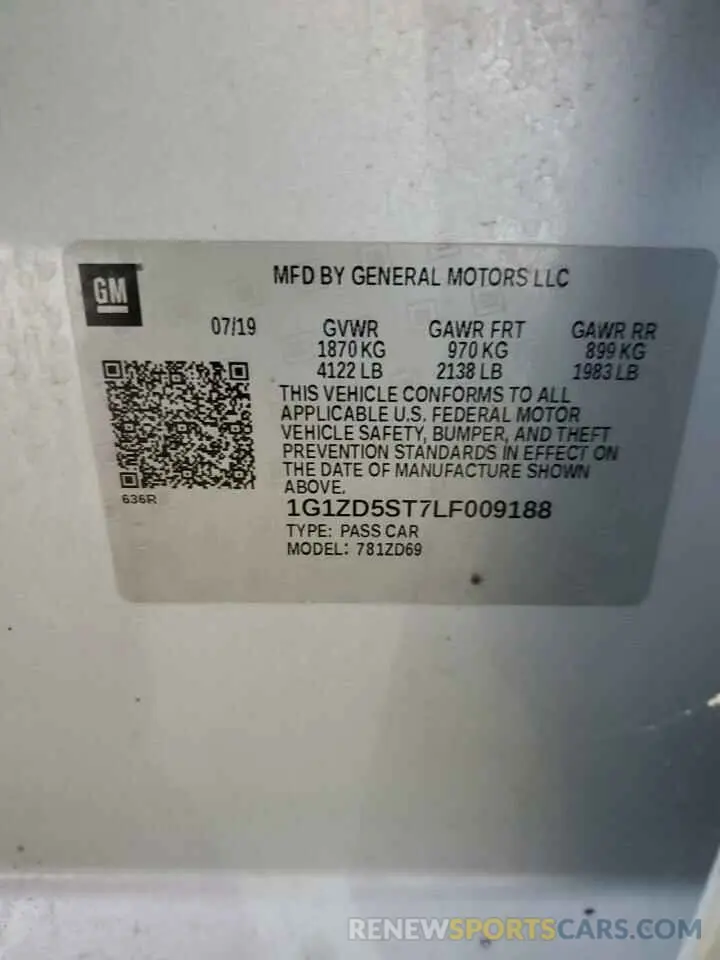 GM
MFD BY GENERAL MOTORS LLC
07/19 GVWR GAWR FRT GAWR RR
1870 KG 970 KG 899 KG
4122 LB 2138 LB 1983 LB
THIS VEHICLE CONFORMS TO ALL
APPLICABLE U.S. FEDERAL MOTOR
VEHICLE SAFETY, BUMPER, AND THEFT
PREVENTION STANDARDS IN EFFECT ON
THE DATE OF MANUFACTURE SHOWN
ABOVE.
636R
1G1ZD5ST7LF009188
TYPE: PASS CAR
MODEL: 781ZD69
RENEWSPORTSCARS.COM